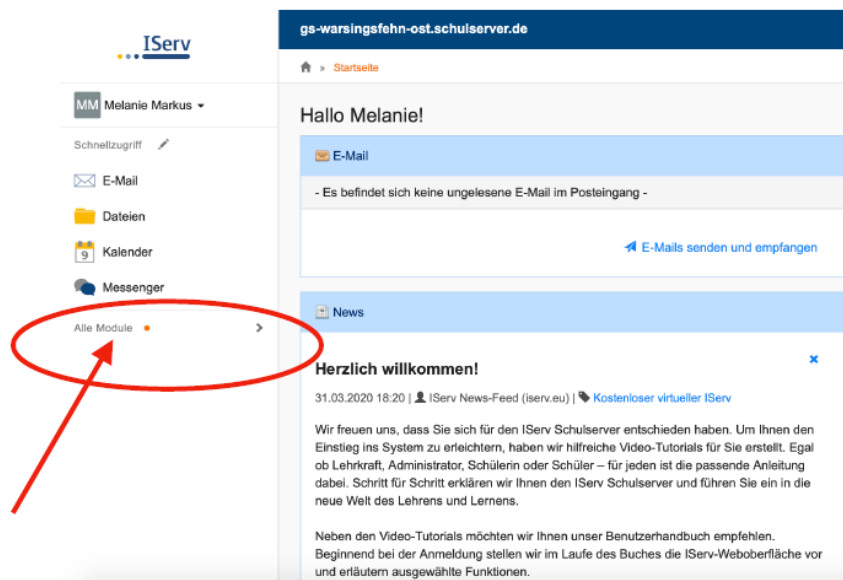 IServ
MM Melanie Markus
Schnellzugriff
E-Mail
Dateien
9 Kalender
Messenger
Alle Module
gs-warsingsfehn-ost.schulserver.de
» Startseite
Hallo Melanie!
E-Mail
- Es befindet sich keine ungelesene E-Mail im Posteingang -
E-Mails senden und empfangen
News
Herzlich willkommen!
31.03.2020 18:20 | IServ News-Feed (iserv.eu) | Kostenloser virtueller IServ
Wir freuen uns, dass Sie sich für den IServ Schulserver entschieden haben. Um Ihnen den
Einstieg ins System zu erleichtern, haben wir hilfreiche Video-Tutorials für Sie erstellt. Egal
ob Lehrkraft, Administrator, Schülerin oder Schüler – für jeden ist die passende Anleitung
dabei. Schritt für Schritt erklären wir Ihnen den IServ Schulserver und führen Sie ein in die
neue Welt des Lehrens und Lernens.
Neben den Video-Tutorials möchten wir Ihnen unser Benutzerhandbuch empfehlen.
Beginnend bei der Anmeldung stellen wir im Laufe des Buches die IServ-Weboberfläche vor
und erläutern ausgewählte Funktionen.